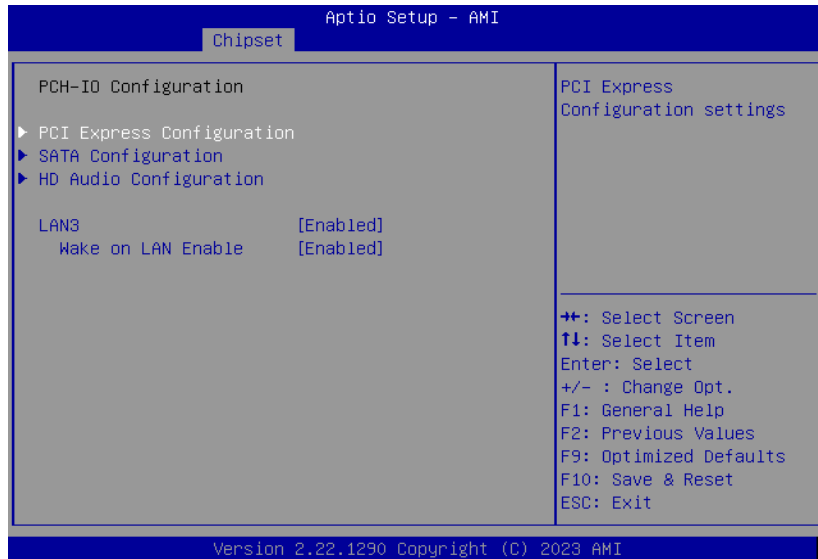 Aptio Setup – AMI
Chipset
PCH-IO Configuration
▶ PCI Express Configuration
▶ SATA Configuration
▶ HD Audio Configuration
LAN3 [Enabled]
Wake on LAN Enable [Enabled]
PCI Express
Configuration settings
→←: Select Screen
↑↓: Select Item
Enter: Select
+/- : Change Opt.
F1: General Help
F2: Previous Values
F9: Optimized Defaults
F10: Save & Reset
ESC: Exit
Version 2.22.1290 Copyright (C) 2023 AMI